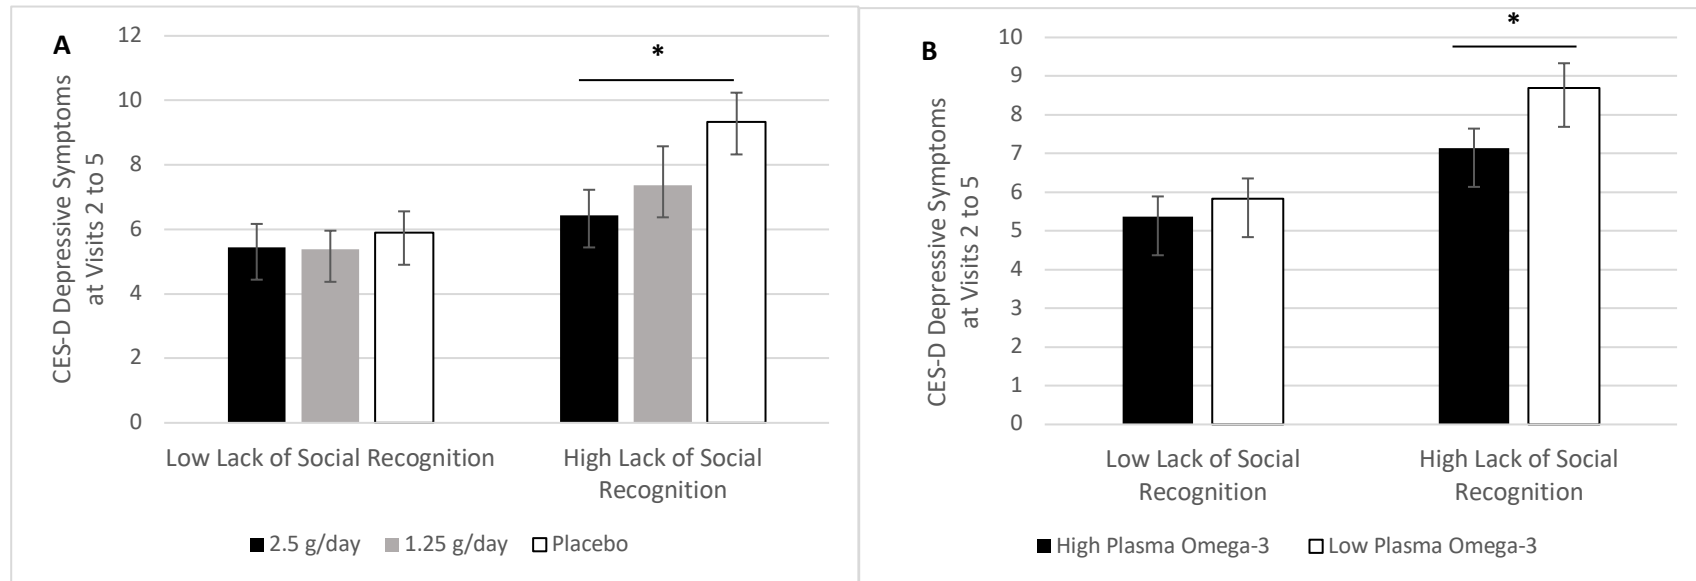 A
CES-D Depressive Symptoms
at Visits 2 to 5
12
10
8
6
4
2
0
*
Low Lack of Social Recognition
High Lack of Social
Recognition
2.5 g/day
1.25 g/day
Placebo
B
CES-D Depressive Symptoms
at Visits 2 to 5
10
9
8
7
6
5
4
3
2
1
0
*
Low Lack of Social
Recognition
High Lack of Social
Recognition
High Plasma Omega-3
Low Plasma Omega-3